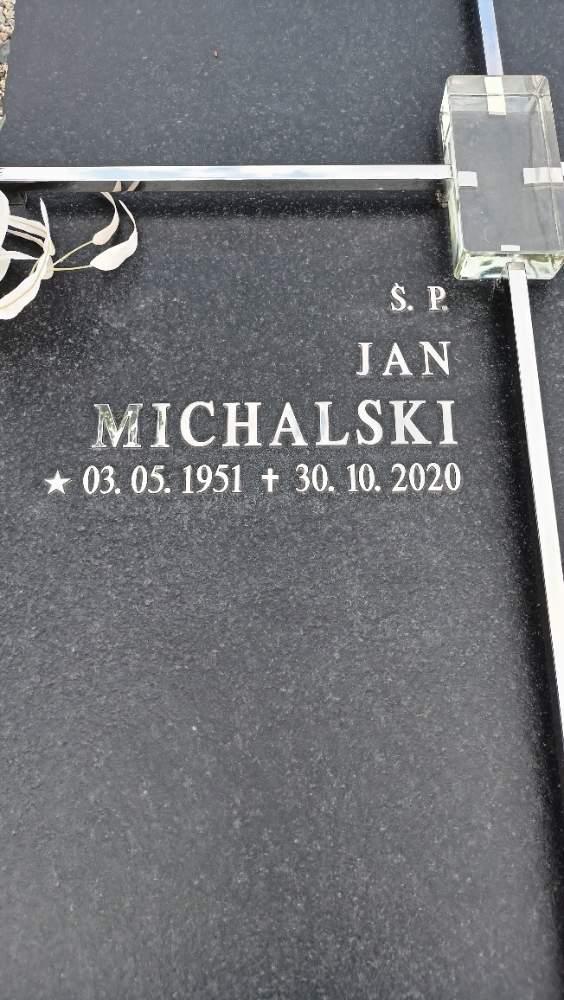 Ś. P.
JAN
MICHALSKI
★ 03. 05. 1951 ✝ 30. 10. 2020